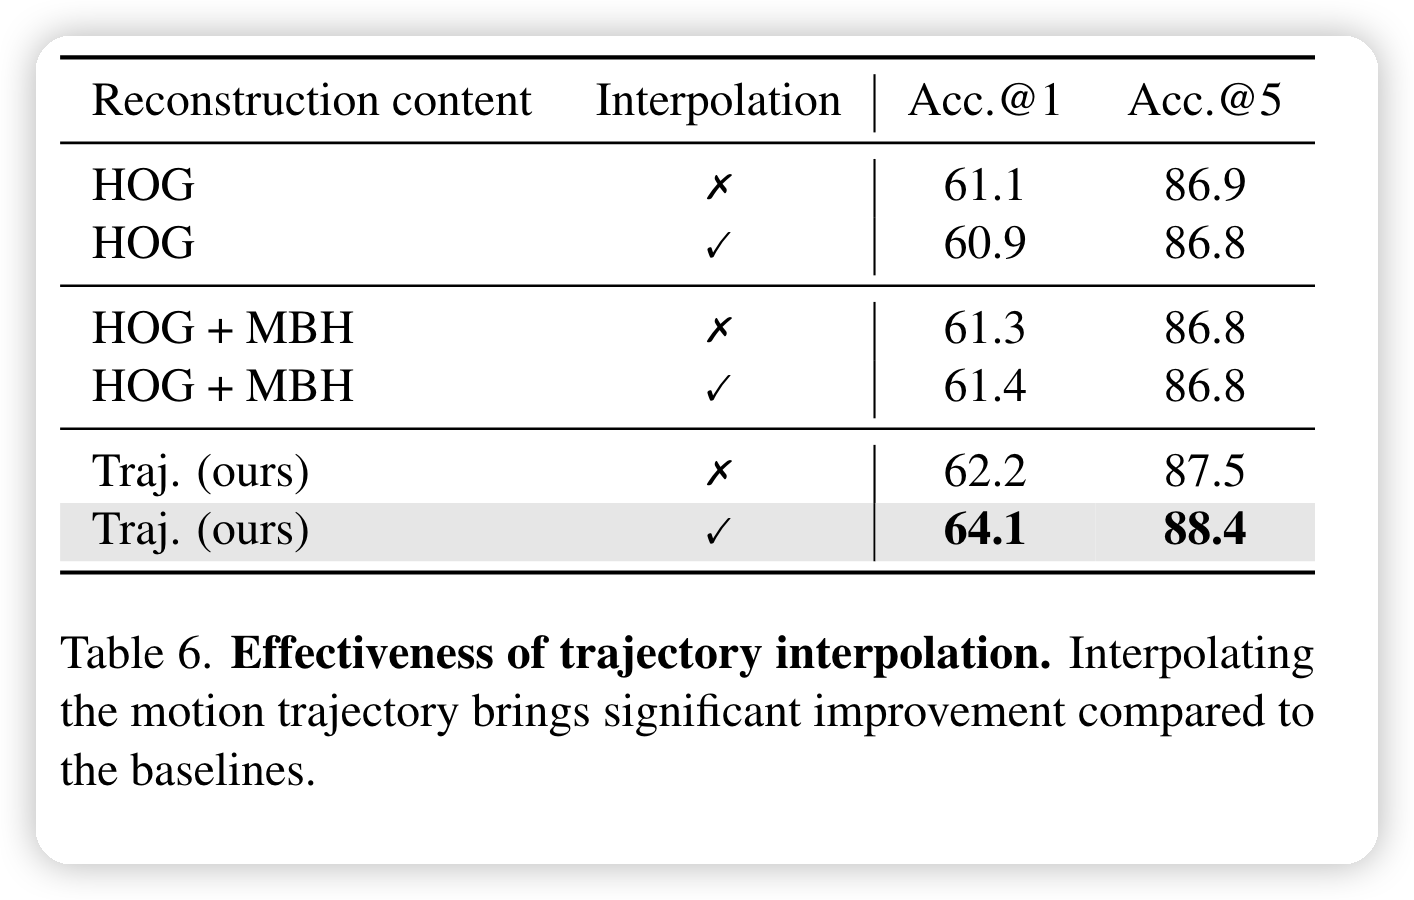 Reconstruction content Interpolation Acc.@1 Acc.@5
HOG ✗ 61.1 86.9
HOG ✓ 60.9 86.8
HOG + MBH ✗ 61.3 86.8
HOG + MBH ✓ 61.4 86.8
Traj. (ours) ✗ 62.2 87.5
Traj. (ours) ✓ 64.1 88.4
Table 6. Effectiveness of trajectory interpolation. Interpolating
the motion trajectory brings significant improvement compared to
the baselines.